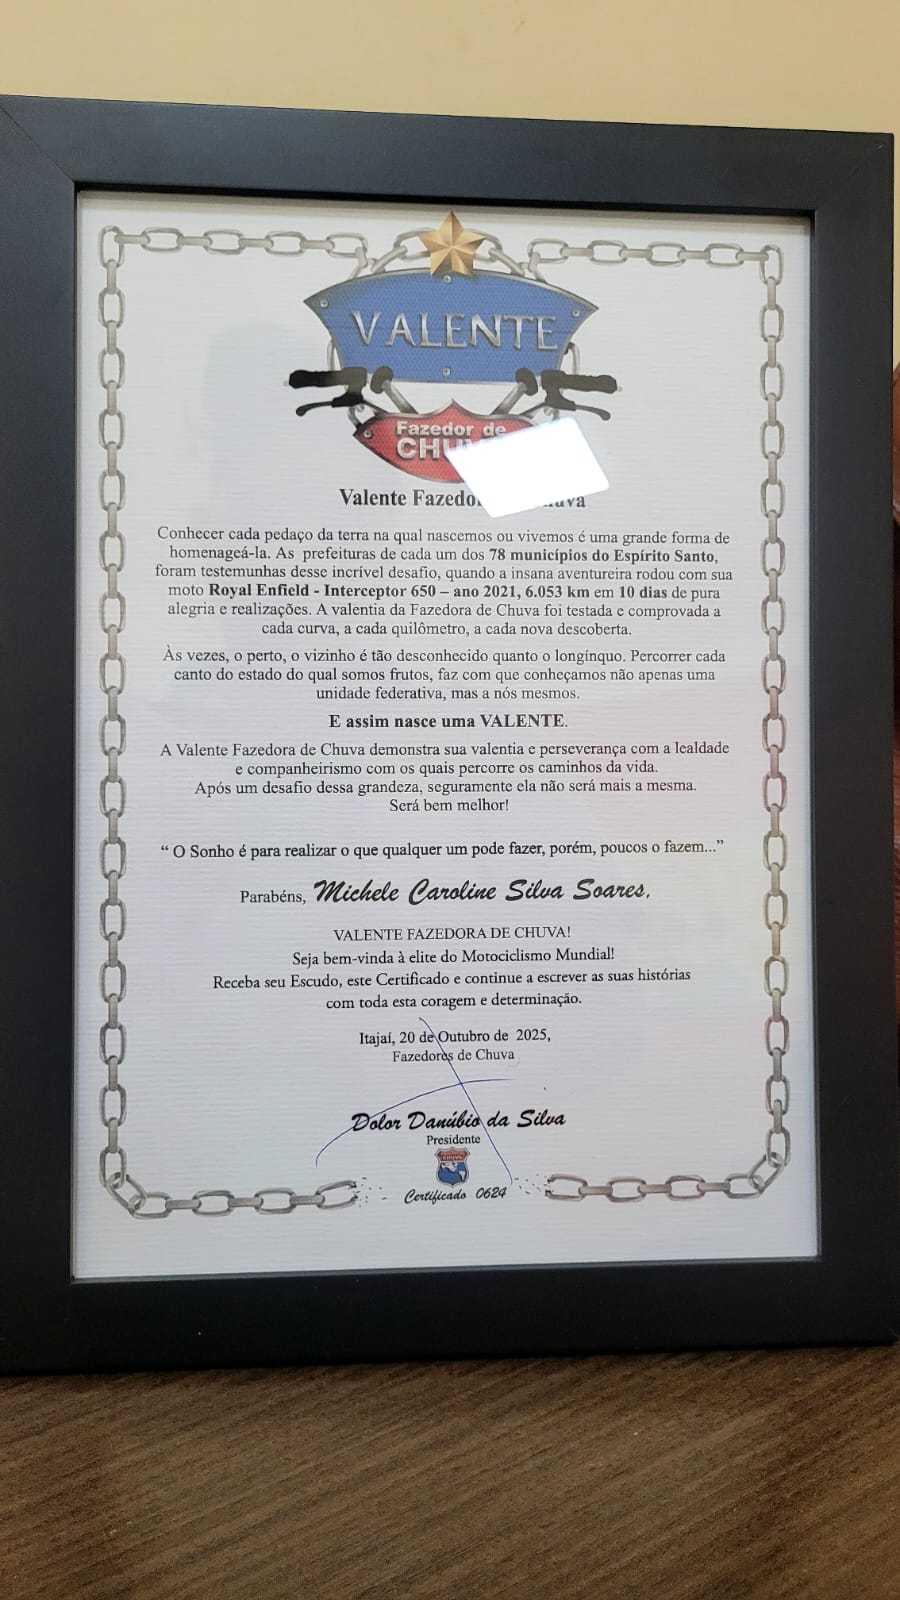 VALENTE
Fazedor de
Valente
Conhecer cada pedaço da terra na qual nascemos ou vivemos é uma grande forma de
homenageá-la. As prefeituras de cada um dos 78 municípios do Espírito Santo,
foram testemunhas desse incrível desafio, quando a insana aventureira rodou com sua
moto Royal Enfield - Interceptor 650 – ano 2021, 6.053 km em 10 dias de pura
alegria e realizações. A valentia da Fazedora de Chuva foi testada e comprovada a
cada curva, a cada quilômetro, a cada nova descoberta.
Às vezes, o perto, o vizinho é tão desconhecido quanto o longínquo. Percorrer cada
canto do estado do qual somos frutos, faz com que conheçamos não apenas uma
unidade federativa, mas a nós mesmos.
E assim nasce uma VALENTE.
A Valente Fazedora de Chuva demonstra sua valentia e perseverança com a lealdade
e companheirismo com os quais percorre os caminhos da vida.
Após um desafio dessa grandeza, seguramente ela não será mais a mesma.
Será bem melhor!
“ O Sonho é para realizar o que qualquer um pode fazer, porém, poucos o fazem...”
Parabéns, Michele Caroline Silva Soares,
VALENTE FAZEDORA DE CHUVA!
Seja bem-vinda à elite do Motociclismo Mundial!
Receba seu Escudo, este Certificado e continue a escrever as suas histórias
com toda esta coragem e determinação.
Itajaí, 20 de Outubro de 2025,
Fazedores de Chuva
Dolor Danúbio da Silva
Presidente
Certificado 0624